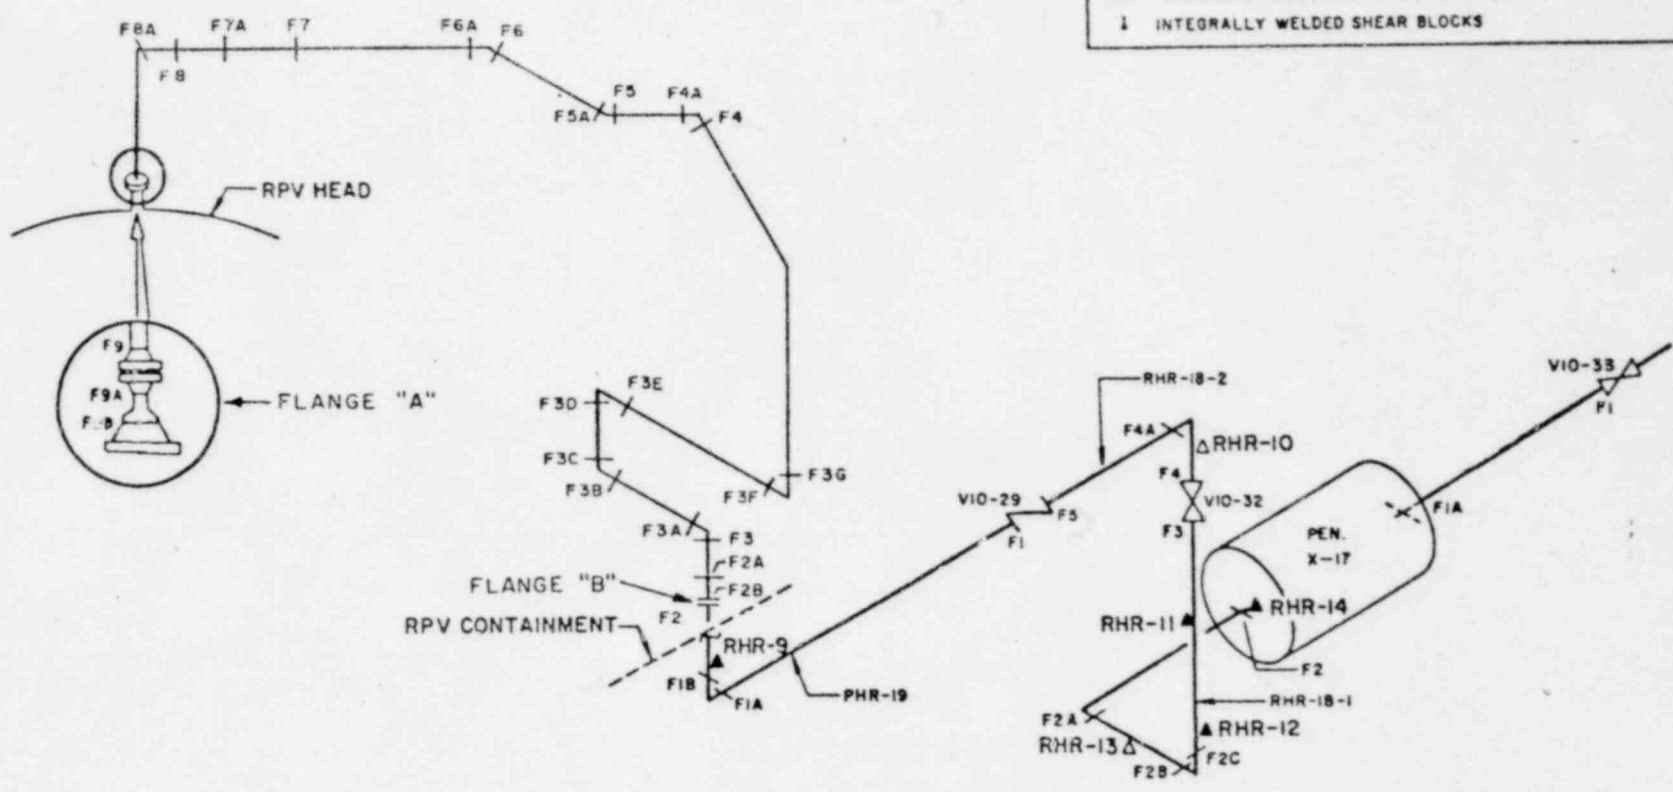 INTEGRALLY WELDED SHEAR BLOCKS
F8A
F7A
F7
F6A
F6
F8
F5
F4A
F5A
F4
RPV HEAD
F9
F9A
FLANGE "A"
F3E
F3D
F3C
F3B
F3F
F3G
F3A
F3
F2A
FLANGE "B"
F2B
F2
RPV CONTAINMENT
RHR-9
F1B
F1A
PHR-19
V10-29
F1
F5
RHR-18-2
F4A
RHR-10
F4
V10-32
F3
RHR-11
PEN.
X-17
RHR-14
F2
RHR-18-1
F2A
RHR-12
RHR-13
F2C
F2B
V10-33
F1
F1A